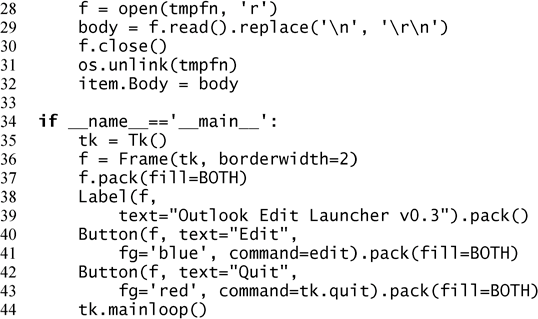 28     f = open(tmpfn, 'r')
29     body = f.read().replace('\n', '\r\n')
30     f.close()
31     os.unlink(tmpfn)
32     item.Body = body
33
34 if __name__=='__main__':
35     tk = Tk()
36     f = Frame(tk, borderwidth=2)
37     f.pack(fill=BOTH)
38     Label(f,
39         text="Outlook Edit Launcher v0.3").pack()
40     Button(f, text="Edit",
41         fg='blue', command=edit).pack(fill=BOTH)
42     Button(f, text="Quit",
43         fg='red', command=tk.quit).pack(fill=BOTH)
44     tk.mainloop()